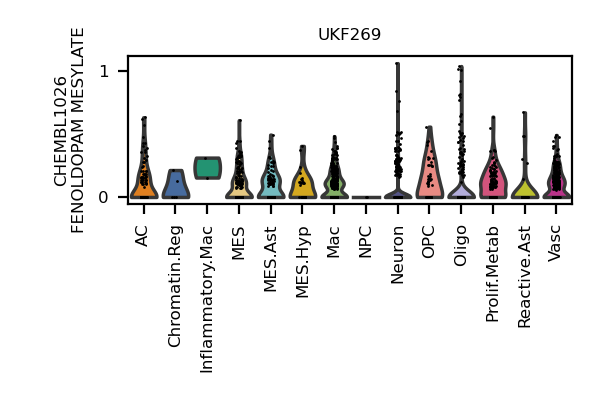 UKF269
CHEMBL1026
FENOLDOPAM MESYLATE
1
0
AC
Chromatin.Reg
Inflammatory.Mac
MES
MES.Ast
MES.Hyp
Mac
NPC
Neuron
OPC
Oligo
Prolif.Metab
Reactive.Ast
Vasc